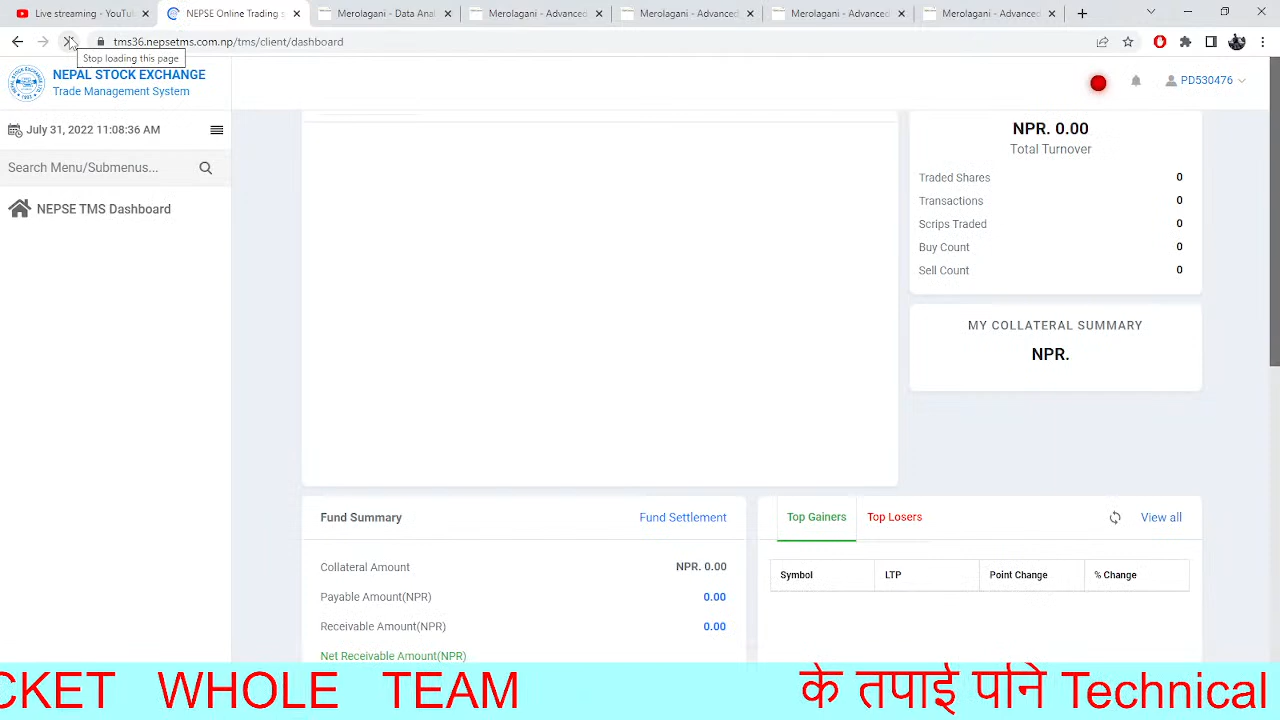 Live streaming - YouTu
NEPSE Online Trading s
Merolagani - Data Anal
Merolagani - Advanced
Merolagani - Advanced
Merolagani - Advanced
Merolagani - Advanced
tms36.nepsetms.com.np/tms/client/dashboard
Stop loading this page
NEPAL STOCK EXCHANGE
Trade Management System
PD530476
July 31, 2022 11:08:36 AM
Search Menu/Submenus...
NEPSE TMS Dashboard
NPR. 0.00
Total Turnover
Traded Shares 0
Transactions 0
Scrips Traded 0
Buy Count 0
Sell Count 0
MY COLLATERAL SUMMARY
NPR.
Fund Summary Fund Settlement
Collateral Amount NPR. 0.00
Payable Amount(NPR) 0.00
Receivable Amount(NPR) 0.00
Net Receivable Amount(NPR)
Top Gainers Top Losers View all
Symbol LTP Point Change % Change
CKET WHOLE TEAM के तपाई पनि Technical